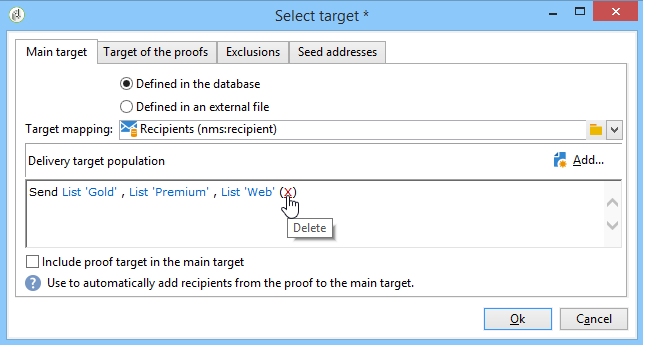 Select target *
Main target
Target of the proofs
Exclusions
Seed addresses
Defined in the database
Defined in an external file
Target mapping: Recipients (nms:recipient)
Delivery target population
Add...
Send List 'Gold' , List 'Premium' , List 'Web' (X)
Delete
Include proof target in the main target
? Use to automatically add recipients from the proof to the main target.
Ok
Cancel